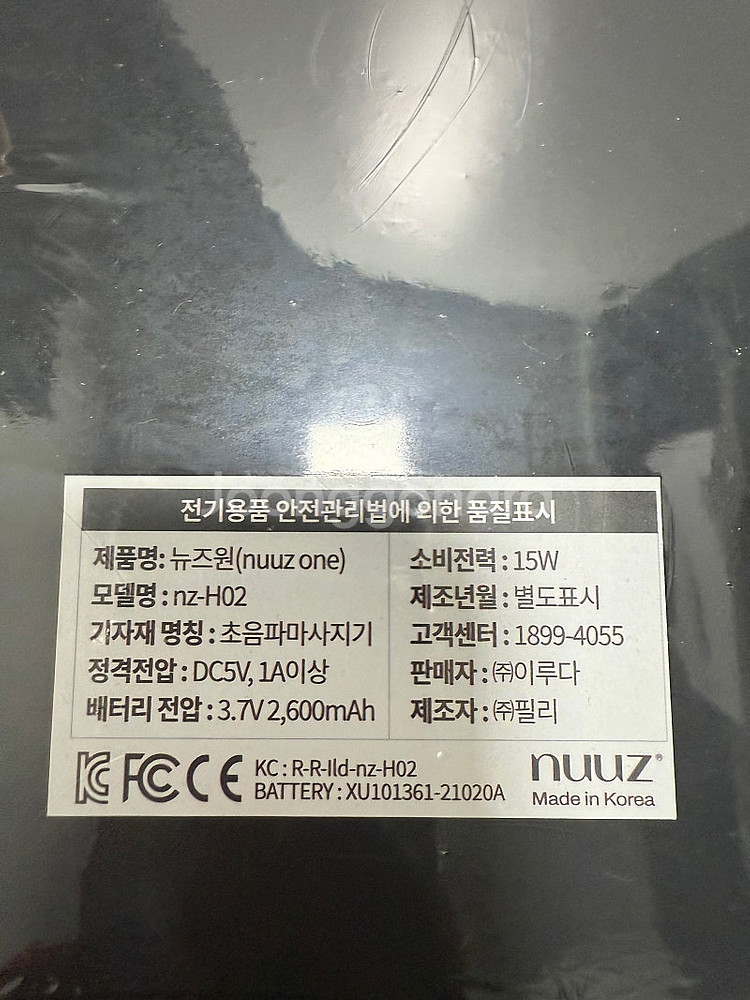 전기용품 안전관리법에 의한 품질표시
제품명: 뉴즈원(nuuz one)
모델명 : nz-H02
기자재 명칭 : 초음파마사지기
정격전압 : DC5V, 1A이상
배터리 전압 : 3.7V 2,600mAh
소비전력 : 15W
제조년월 : 별도표시
고객센터 : 1899-4055
판매자 : ㈜이루다
제조자 : ㈜필리
KC FC CE
KC : R-R-Ild-nz-H02
BATTERY : XU101361-21020A
nuuz®
Made in Korea